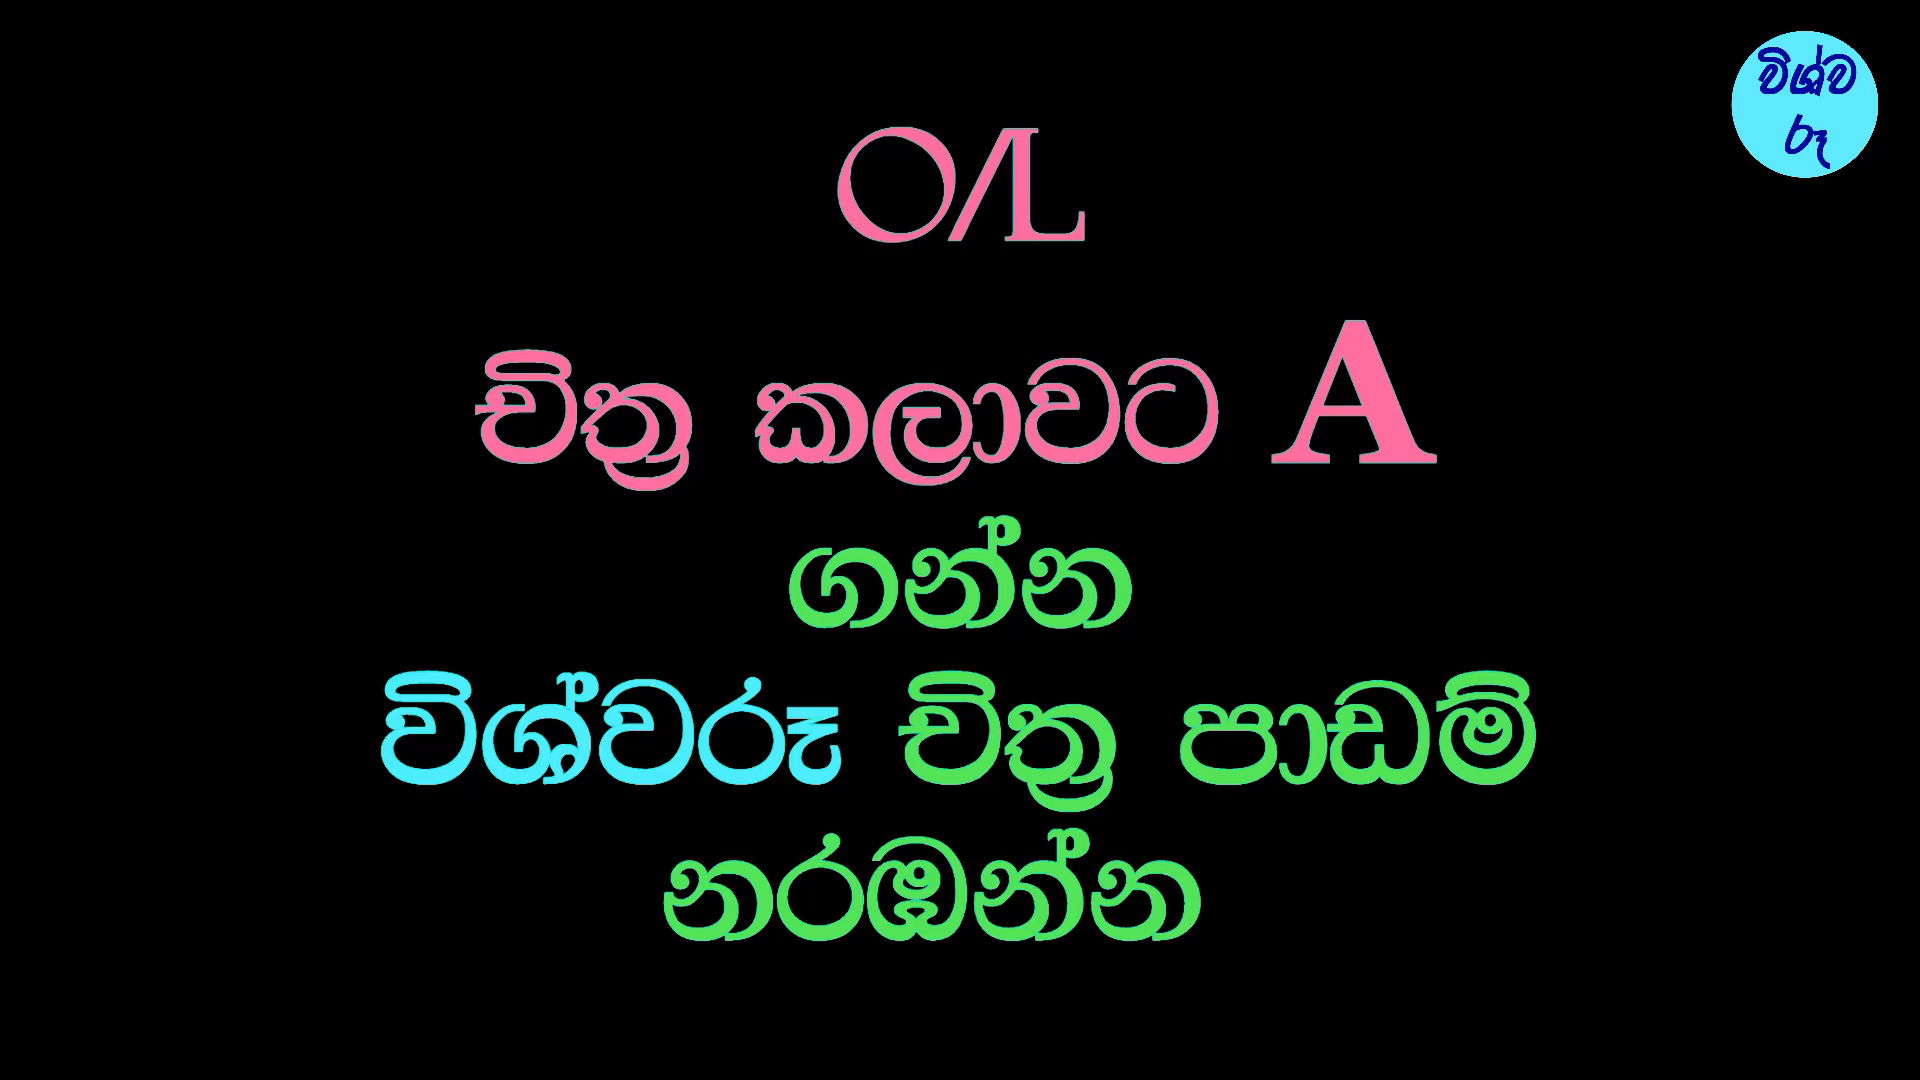 විශ්ව
රූ
O/L
චිත්‍ර කලාවට A
ගන්න
විශ්වරූ චිත්‍ර පාඩම්
නරඹන්න